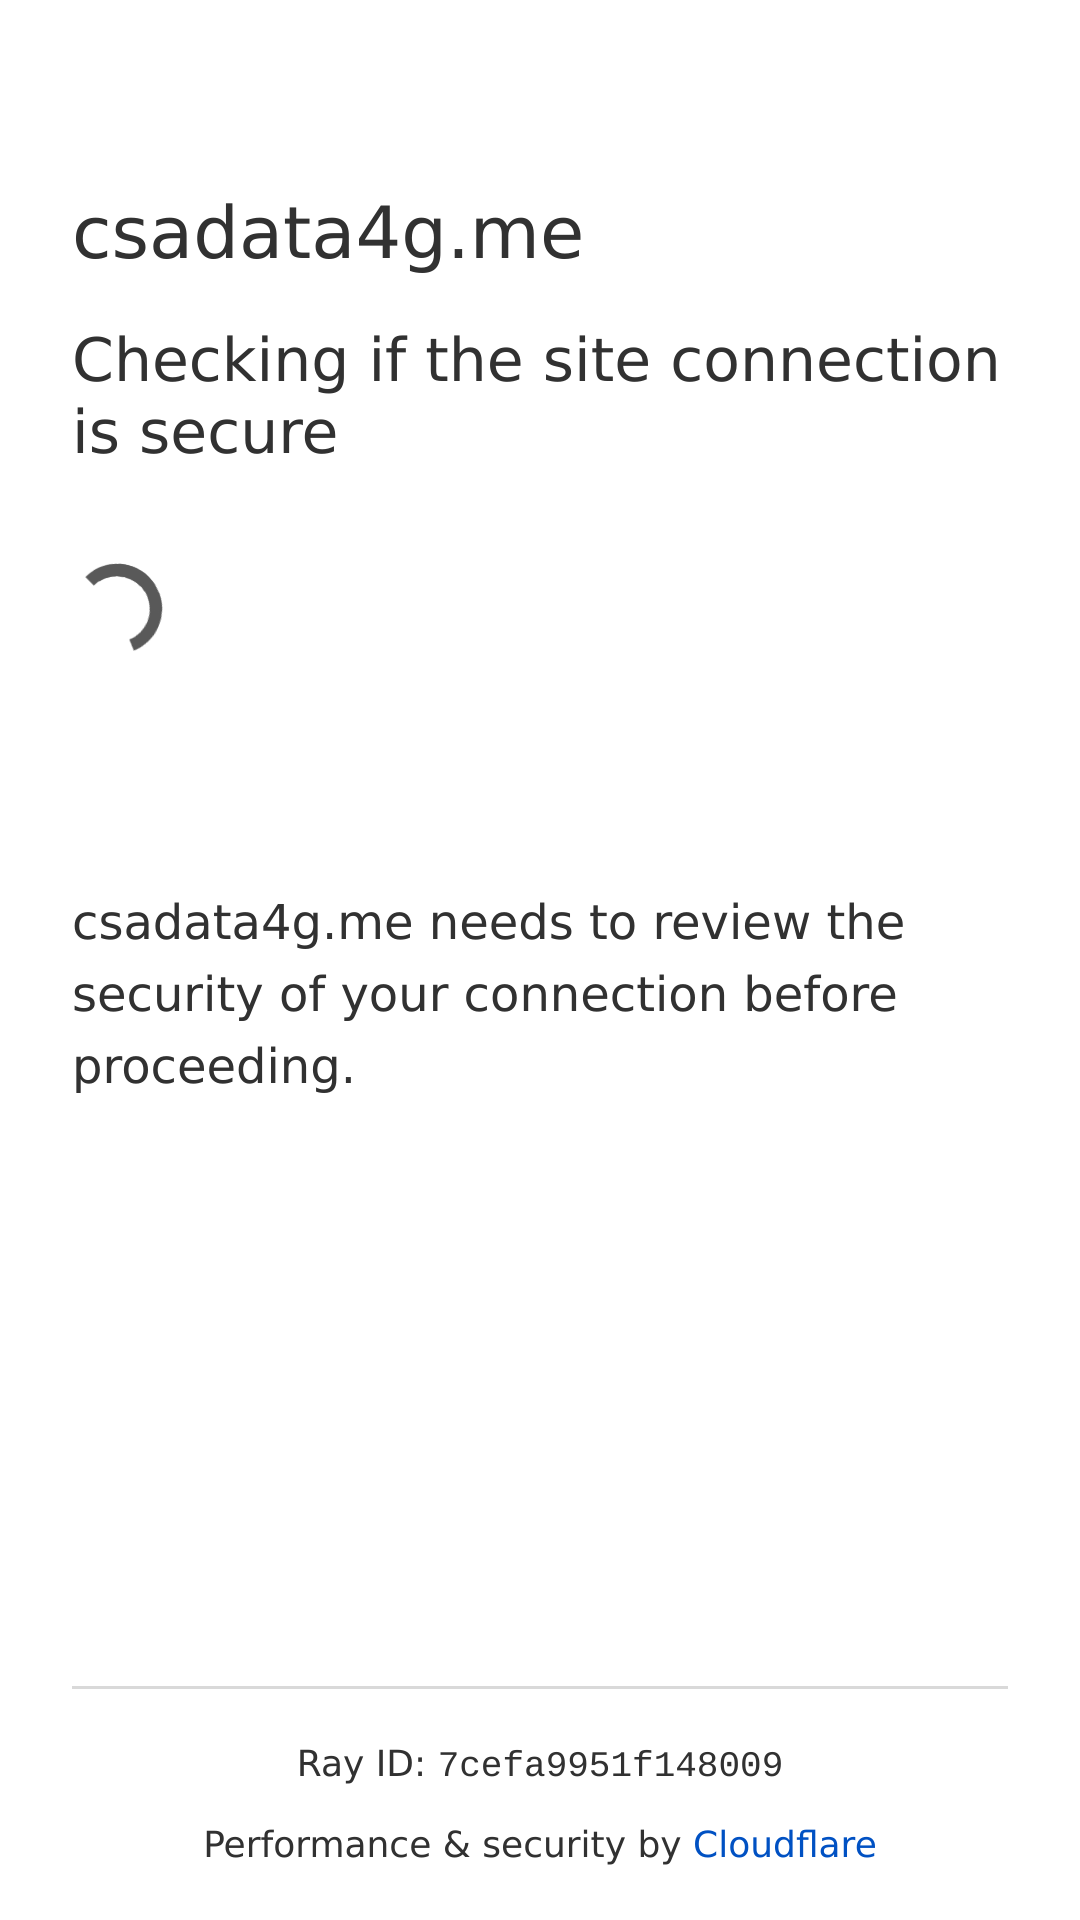 csadata4g.me
Checking if the site connection
is secure
csadata4g.me needs to review the
security of your connection before
proceeding.
Ray ID: 7cefa9951f148009
Performance & security by Cloudflare